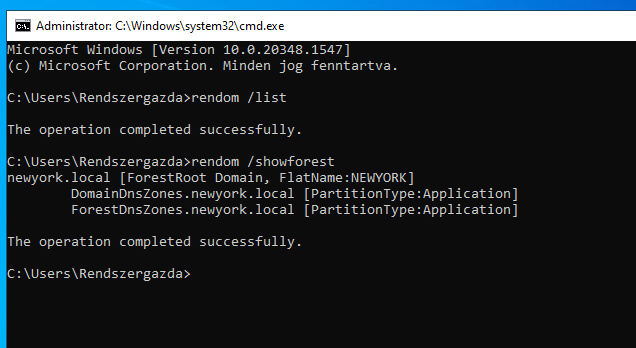 Administrator: C:\Windows\system32\cmd.exe
Microsoft Windows [Version 10.0.20348.1547]
(c) Microsoft Corporation. Minden jog fenntartva.
C:\Users\Rendszergazda>rendom /list
The operation completed successfully.
C:\Users\Rendszergazda>rendom /showforest
newyork.local [ForestRoot Domain, FlatName:NEWYORK]
DomainDnsZones.newyork.local [PartitionType:Application]
ForestDnsZones.newyork.local [PartitionType:Application]
The operation completed successfully.
C:\Users\Rendszergazda>